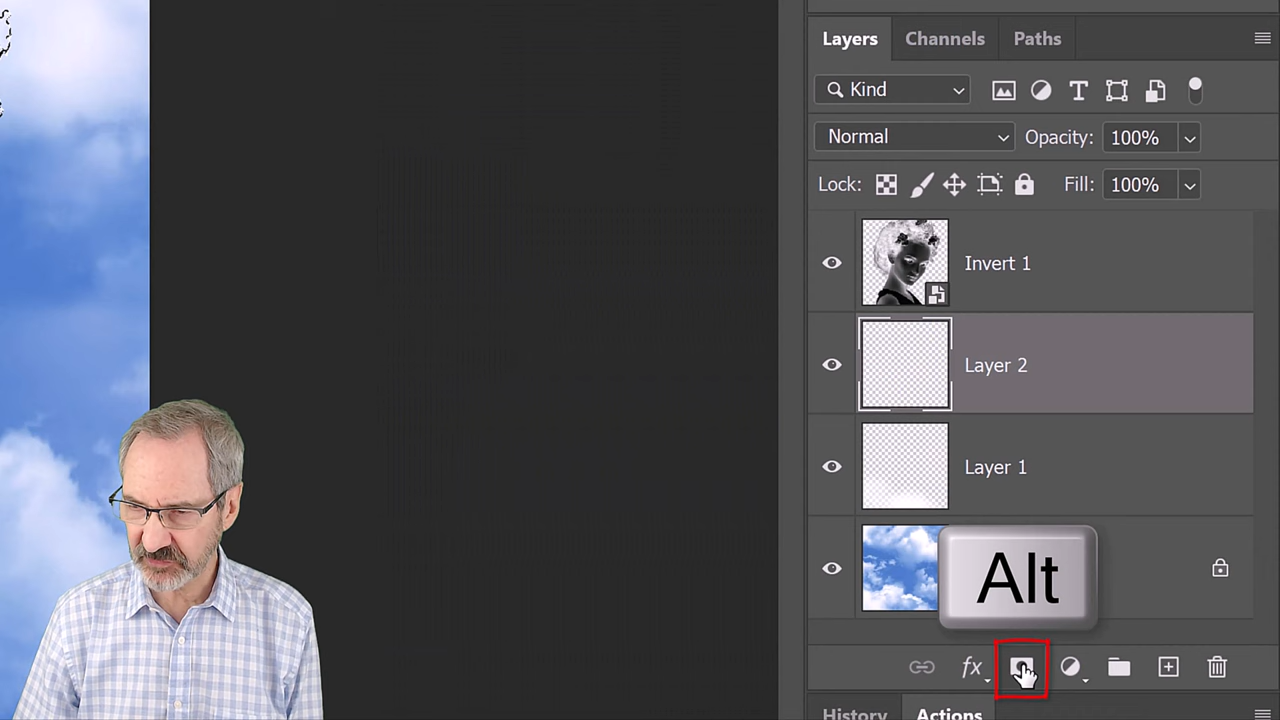 Layers Channels Paths
Kind
Normal Opacity: 100%
Lock: Fill: 100%
Invert 1
Layer 2
Layer 1
Alt
fx
History Actions